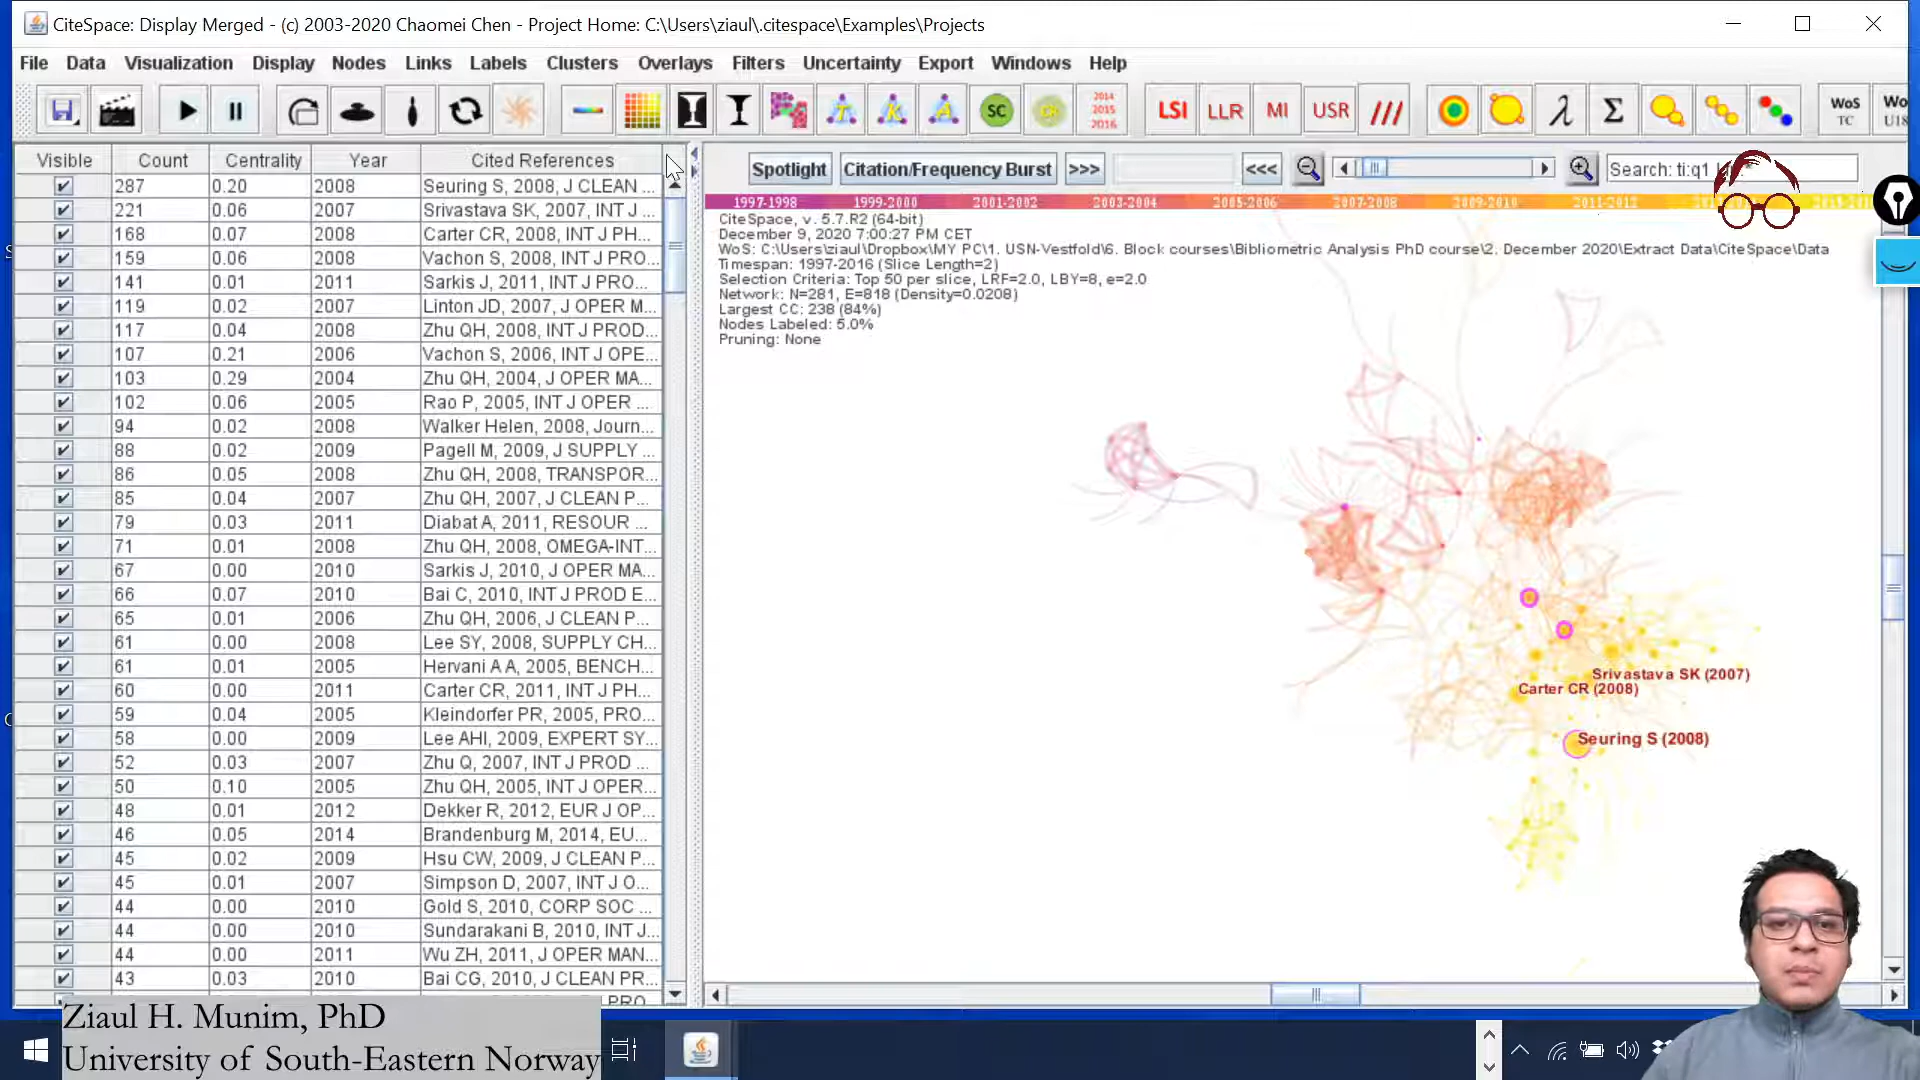 CiteSpace: Display Merged - (c) 2003-2020 Chaomei Chen - Project Home: C:\Users\ziaul\.citespace\Examples\Projects
File Data Visualization Display Nodes Links Labels Clusters Overlays Filters Uncertainty Export Windows Help
T K A SC 2014 2015 2016 LSI LLR MI USR λ Σ WoS TC U18
Visible Count Centrality Year Cited References
Spotlight Citation/Frequency Burst >>> <<< Search: ti:q1
287 0.20 2008 Seuring S, 2008, J CLEAN ...
221 0.06 2007 Srivastava SK, 2007, INT J ...
168 0.07 2008 Carter CR, 2008, INT J PH...
159 0.06 2008 Vachon S, 2008, INT J PRO...
141 0.01 2011 Sarkis J, 2011, INT J PRO...
119 0.02 2007 Linton JD, 2007, J OPER M...
117 0.04 2008 Zhu QH, 2008, INT J PROD...
107 0.21 2006 Vachon S, 2006, INT J OPE...
103 0.29 2004 Zhu QH, 2004, J OPER MA...
102 0.06 2005 Rao P, 2005, INT J OPER ...
94 0.02 2008 Walker Helen, 2008, Journ...
88 0.02 2009 Pagell M, 2009, J SUPPLY ...
86 0.05 2008 Zhu QH, 2008, TRANSPOR...
85 0.04 2007 Zhu QH, 2007, J CLEAN P...
79 0.03 2011 Diabat A, 2011, RESOUR ...
71 0.01 2008 Zhu QH, 2008, OMEGA-INT...
67 0.00 2010 Sarkis J, 2010, J OPER MA...
66 0.07 2010 Bai C, 2010, INT J PROD E...
65 0.01 2006 Zhu QH, 2006, J CLEAN P...
61 0.00 2008 Lee SY, 2008, SUPPLY CH...
61 0.01 2005 Hervani A A, 2005, BENCH...
60 0.00 2011 Carter CR, 2011, INT J PH...
59 0.04 2005 Kleindorfer PR, 2005, PRO...
58 0.00 2009 Lee AHI, 2009, EXPERT SY...
52 0.03 2007 Zhu Q, 2007, INT J PROD ...
50 0.10 2005 Zhu QH, 2005, INT J OPER...
48 0.01 2012 Dekker R, 2012, EUR J OP...
46 0.05 2014 Brandenburg M, 2014, EU...
45 0.02 2009 Hsu CW, 2009, J CLEAN P...
45 0.01 2007 Simpson D, 2007, INT J O...
44 0.00 2010 Gold S, 2010, CORP SOC ...
44 0.00 2010 Sundarakani B, 2010, INT J...
44 0.00 2011 Wu ZH, 2011, J OPER MAN...
43 0.03 2010 Bai CG, 2010, J CLEAN PR...
1997-1998 1999-2000 2001-2002 2003-2004 2005-2006 2007-2008 2009-2010 2011-2012
CiteSpace, v. 5.7.R2 (64-bit)
December 9, 2020 7:00:27 PM CET
WoS: C:\Users\ziaul\Dropbox\MY PC\1. USN-Vestfold\6. Block courses\Bibliometric Analysis PhD course\2. December 2020\Extract Data\CiteSpace\Data
Timespan: 1997-2016 (Slice Length=2)
Selection Criteria: Top 50 per slice, LRF=2.0, LBY=8, e=2.0
Network: N=281, E=818 (Density=0.0208)
Largest CC: 238 (84%)
Nodes Labeled: 5.0%
Pruning: None
Srivastava SK (2007)
Carter CR (2008)
Seuring S (2008)
Ziaul H. Munim, PhD
University of South-Eastern Norway